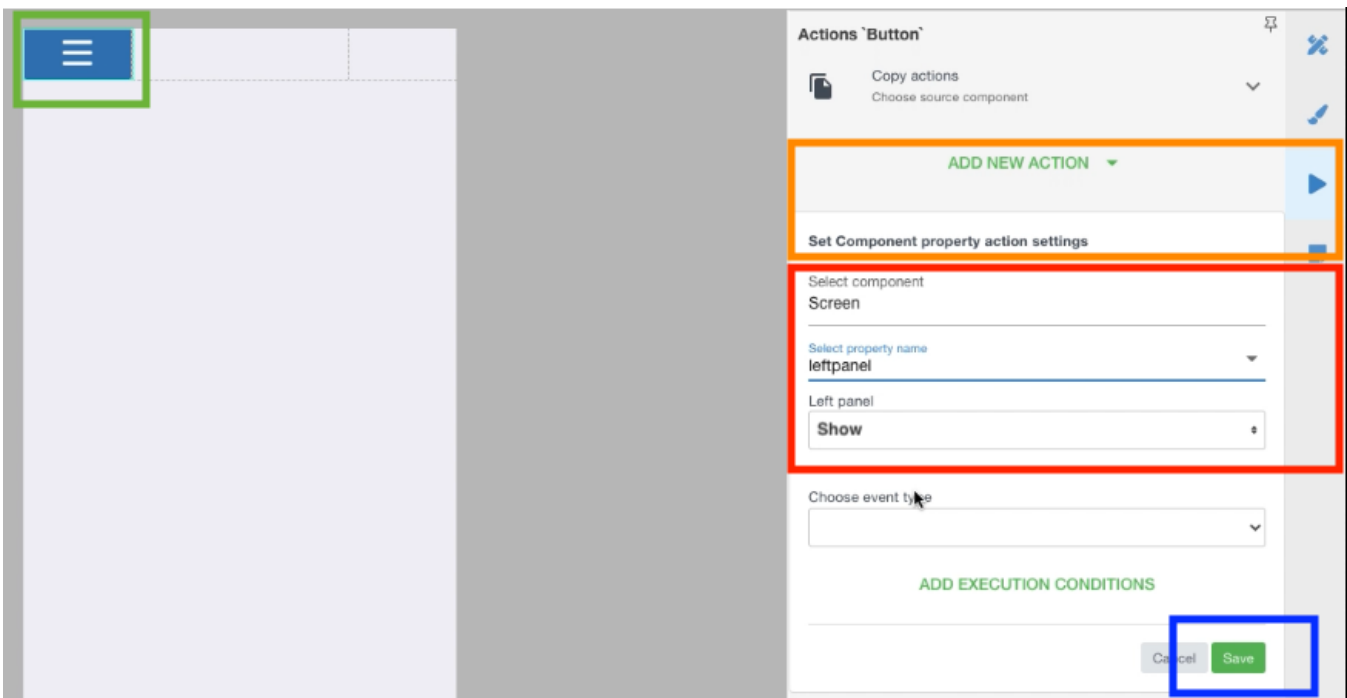 Actions `Button`
Copy actions
Choose source component
ADD NEW ACTION
Set Component property action settings
Select component
Screen
Select property name
leftpanel
Left panel
Show
Choose event type
ADD EXECUTION CONDITIONS
Cancel Save